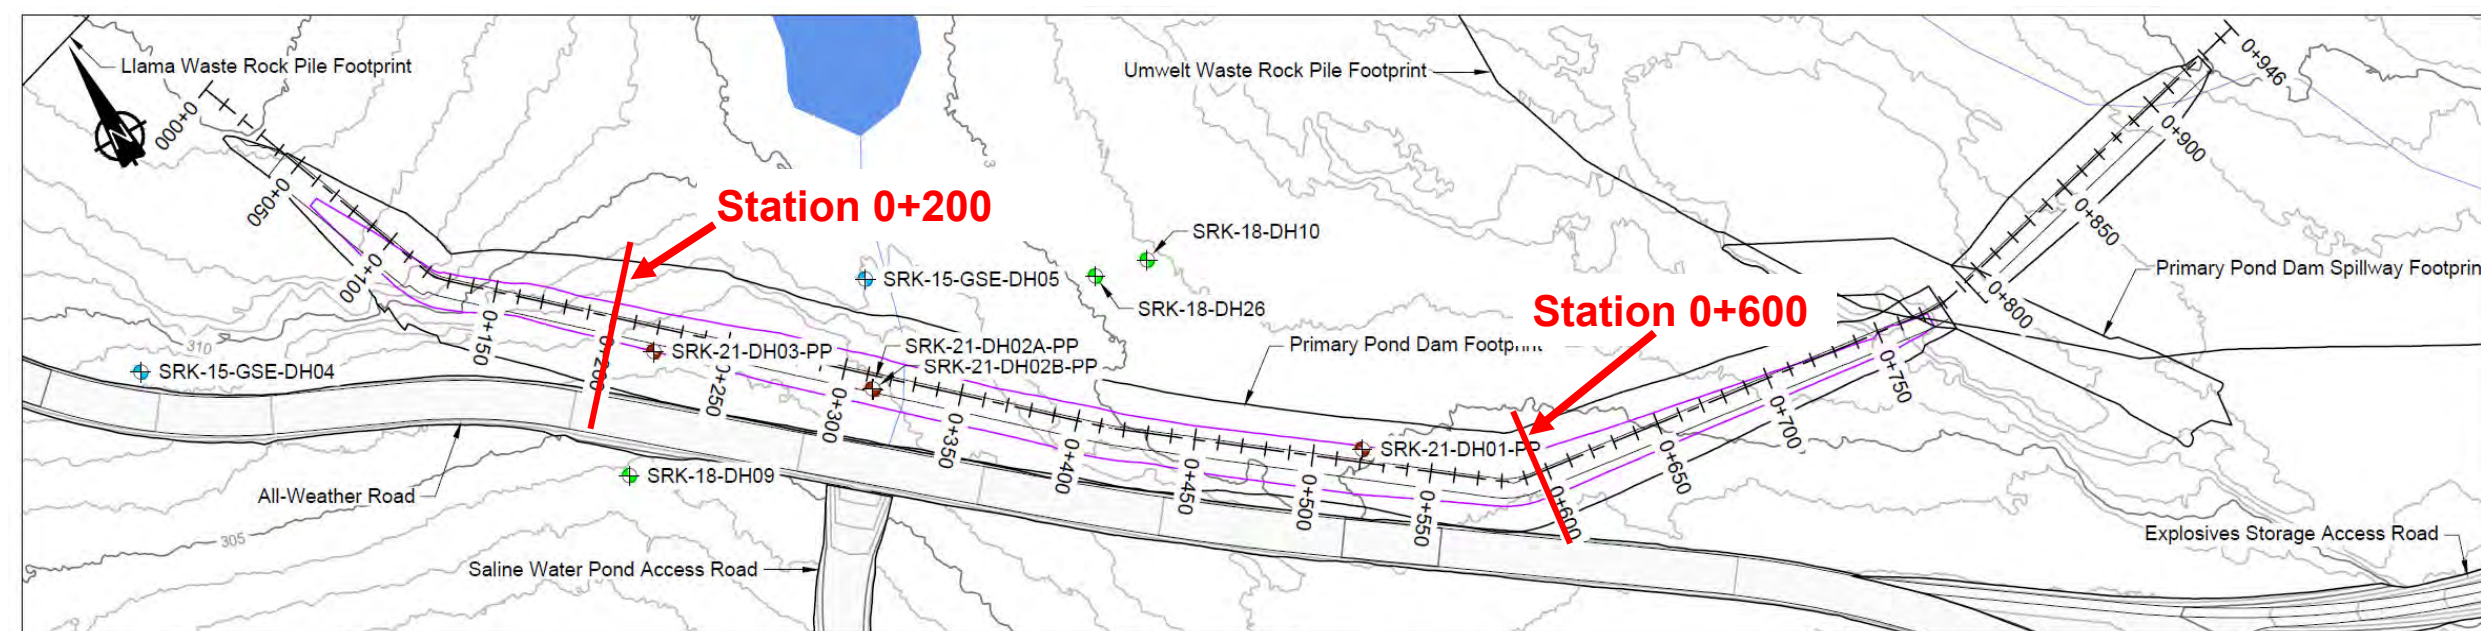 Llama Waste Rock Pile Footprint
Umwelt Waste Rock Pile Footprint
0+946
0+000
N
0+900
Station 0+200
0+050
0+850
SRK-18-DH10
SRK-15-GSE-DH05
0+100
Primary Pond Dam Spillway Footprin
SRK-18-DH26
Station 0+600
0+800
0+150
310
SRK-21-DH02A-PP
Primary Pond Dam Footprint
SRK-21-DH03-PP
SRK-21-DH02B-PP
SRK-15-GSE-DH04
0+200
0+250
0+750
0+300
0+700
0+350
SRK-21-DH01-PP
0+400
0+650
SRK-18-DH09
0+450
0+500
0+550
0+600
All-Weather Road
305
Explosives Storage Access Road
Saline Water Pond Access Road